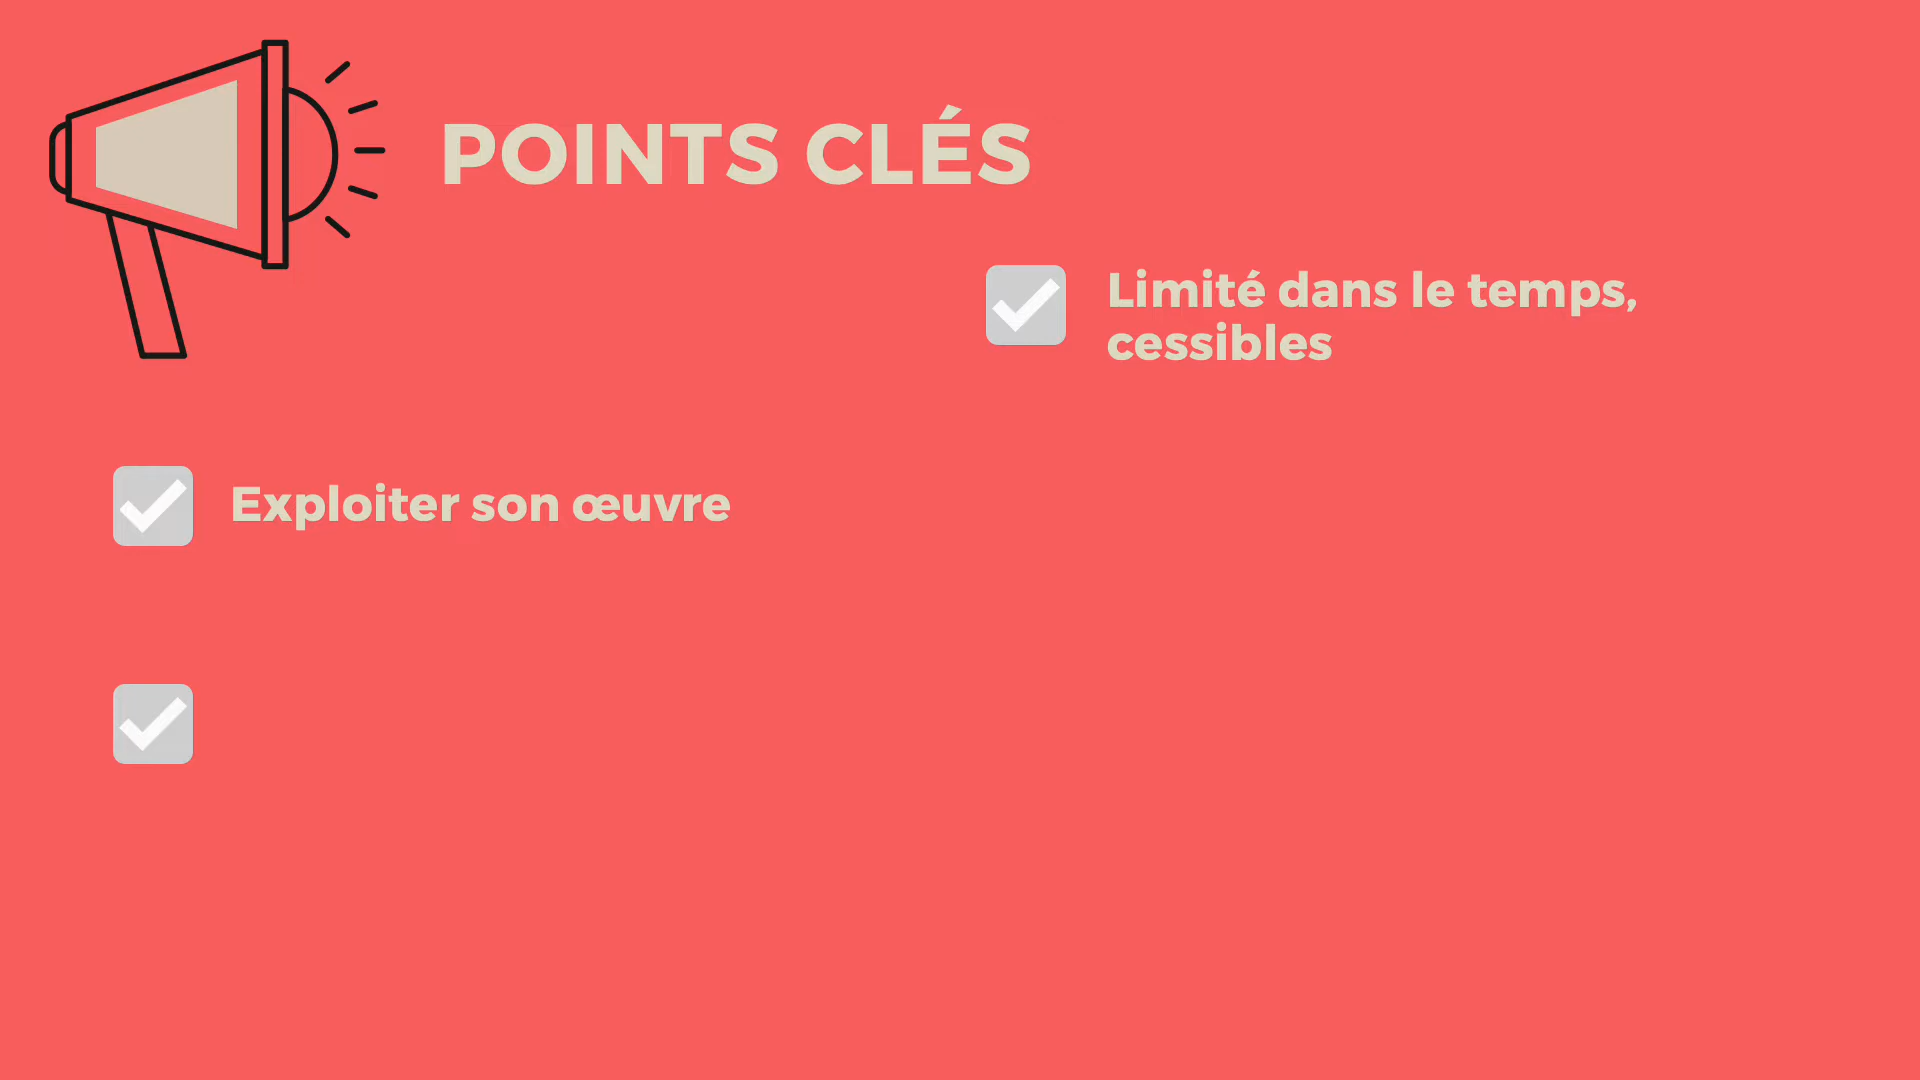 POINTS CLÉS
Limité dans le temps,
cessibles
Exploiter son œuvre